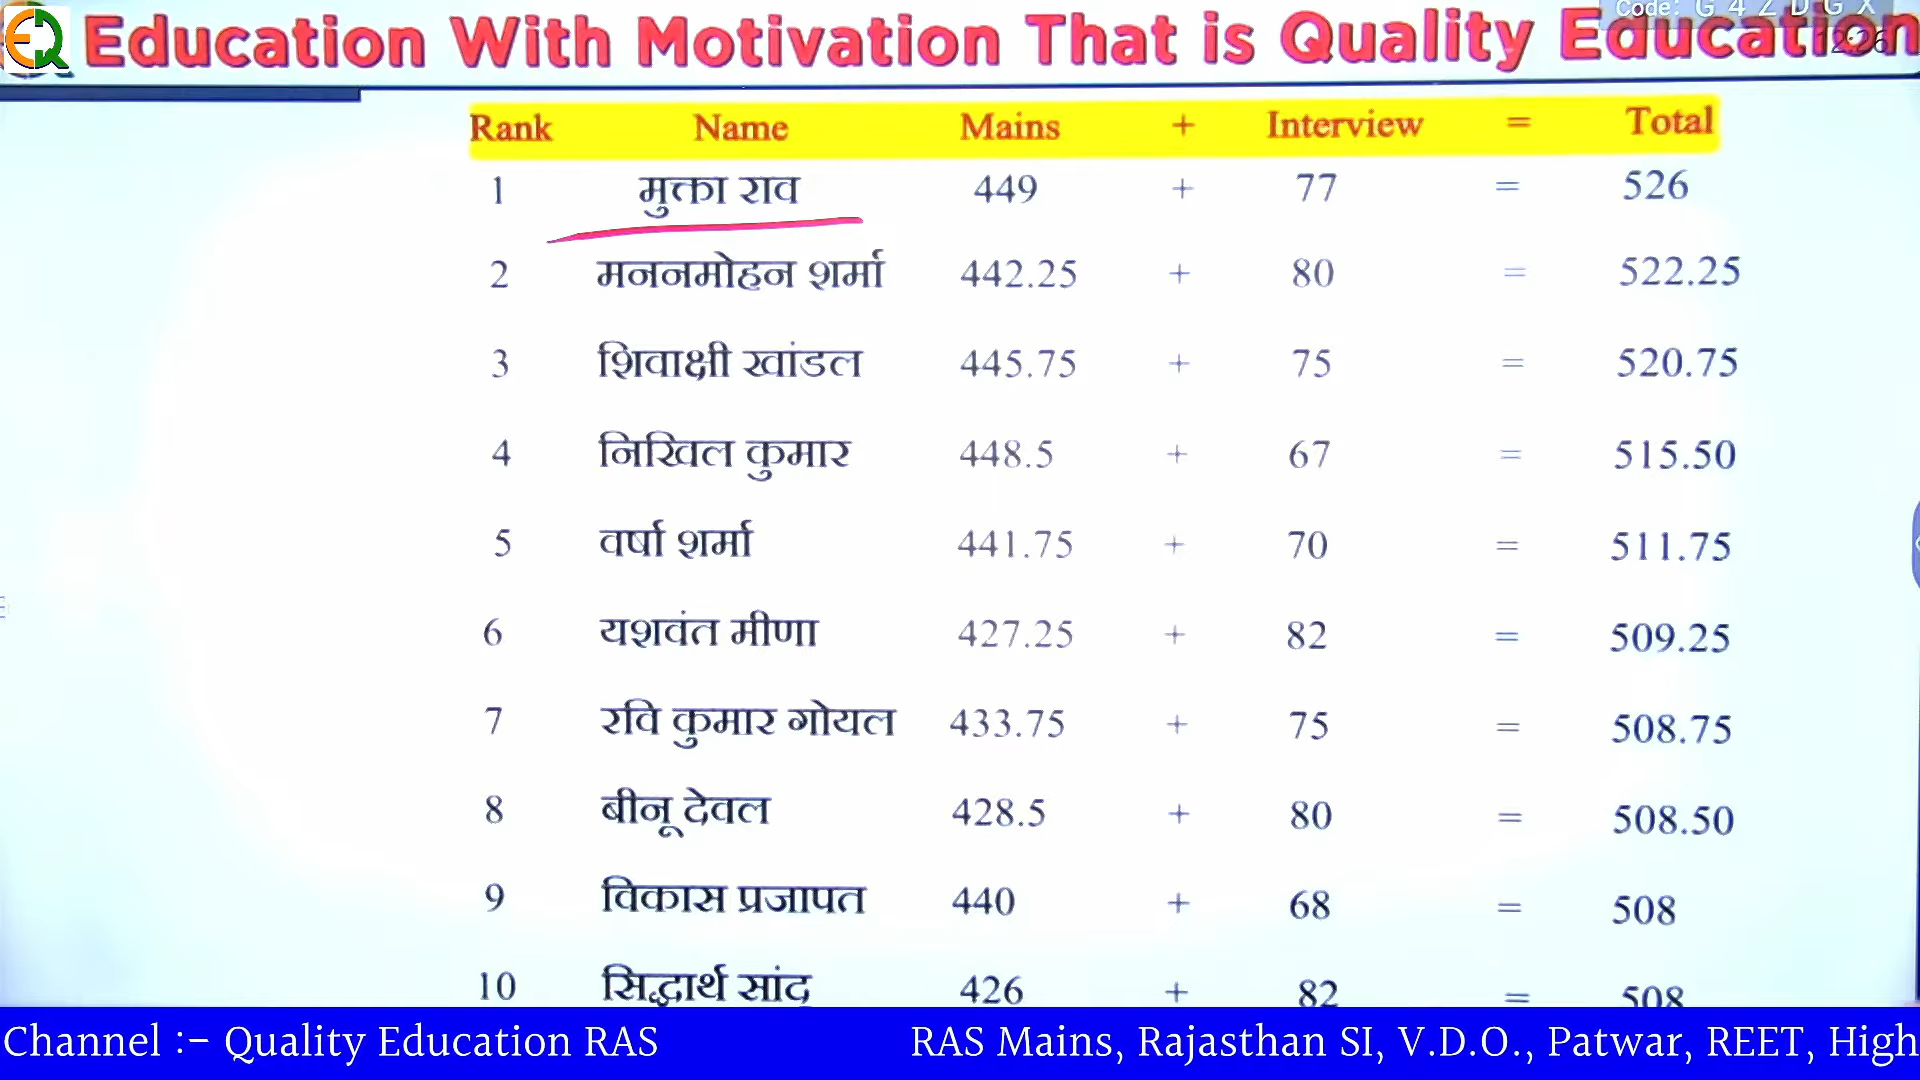 Code: G 4 Z D G X
Education With Motivation That is Quality Education
12:26
Rank Name Mains + Interview = Total
1 मुक्ता राव 449 + 77 = 526
2 मननमोहन शर्मा 442.25 + 80 = 522.25
3 शिवाक्षी खांडल 445.75 + 75 = 520.75
4 निखिल कुमार 448.5 + 67 = 515.50
5 वर्षा शर्मा 441.75 + 70 = 511.75
6 यशवंत मीणा 427.25 + 82 = 509.25
7 रवि कुमार गोयल 433.75 + 75 = 508.75
8 बीनू देवल 428.5 + 80 = 508.50
9 विकास प्रजापत 440 + 68 = 508
10 सिद्धार्थ सांदू 426 + 82 = 508
Channel :- Quality Education RAS RAS Mains, Rajasthan SI, V.D.O., Patwar, REET, High